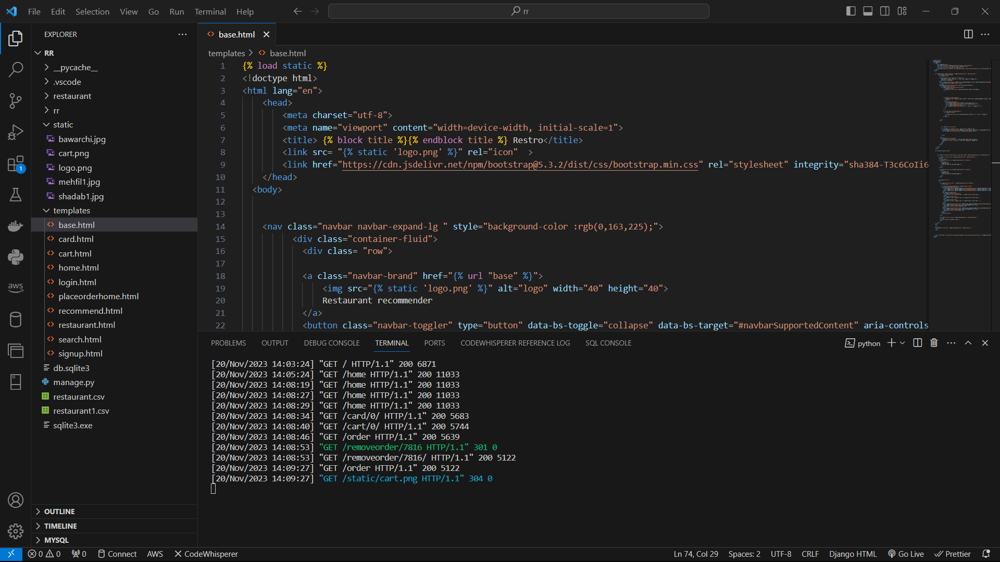 File Edit Selection View Go Run Terminal Help
rr
EXPLORER
RR
__pycache__
.vscode
restaurant
rr
static
bawarchi.jpg
cart.png
logo.png
mehfil1.jpg
shadab1.jpg
templates
base.html
card.html
cart.html
home.html
login.html
placeorderhome.html
recommend.html
restaurant.html
search.html
signup.html
db.sqlite3
manage.py
restaurant.csv
restaurant1.csv
sqlite3.exe
OUTLINE
TIMELINE
MYSQL
aws
1
base.html
templates > base.html
1 {% load static %}
2 <!doctype html>
3 <html lang="en">
4 <head>
5 <meta charset="utf-8">
6 <meta name="viewport" content="width=device-width, initial-scale=1">
7 <title> {% block title %}{% endblock title %} Restro</title>
8 <link src= "{% static 'logo.png' %}" rel="icon"  >
9 <link href="https://cdn.jsdelivr.net/npm/bootstrap@5.3.2/dist/css/bootstrap.min.css" rel="stylesheet" integrity="sha384-T3c6CoIi6
10 </head>
11 <body>
12
13
14 <nav class="navbar navbar-expand-lg " style="background-color :rgb(0,163,225);">
15 <div class="container-fluid">
16 <div class= "row">
17
18 <a class="navbar-brand" href="{% url "base" %}">
19 <img src="{% static 'logo.png' %}" alt="logo" width="40" height="40">
20 Restaurant recommender
21 </a>
22 <button class="navbar-toggler" type="button" data-bs-toggle="collapse" data-bs-target="#navbarSupportedContent" aria-controls
PROBLEMS OUTPUT DEBUG CONSOLE TERMINAL PORTS CODEWHISPERER REFERENCE LOG SQL CONSOLE
python
[20/Nov/2023 14:03:24] "GET / HTTP/1.1" 200 6871
[20/Nov/2023 14:05:24] "GET /home HTTP/1.1" 200 11033
[20/Nov/2023 14:08:19] "GET /home HTTP/1.1" 200 11033
[20/Nov/2023 14:08:27] "GET /home HTTP/1.1" 200 11033
[20/Nov/2023 14:08:29] "GET /home HTTP/1.1" 200 11033
[20/Nov/2023 14:08:34] "GET /card/0/ HTTP/1.1" 200 5683
[20/Nov/2023 14:08:40] "GET /cart/0/ HTTP/1.1" 200 5744
[20/Nov/2023 14:08:46] "GET /order HTTP/1.1" 200 5639
[20/Nov/2023 14:08:53] "GET /removeorder/7816 HTTP/1.1" 301 0
[20/Nov/2023 14:08:53] "GET /removeorder/7816/ HTTP/1.1" 200 5122
[20/Nov/2023 14:09:27] "GET /order HTTP/1.1" 200 5122
[20/Nov/2023 14:09:27] "GET /static/cart.png HTTP/1.1" 304 0
0 0 0 Connect AWS CodeWhisperer
Ln 74, Col 29 Spaces: 2 UTF-8 CRLF Django HTML Go Live Prettier